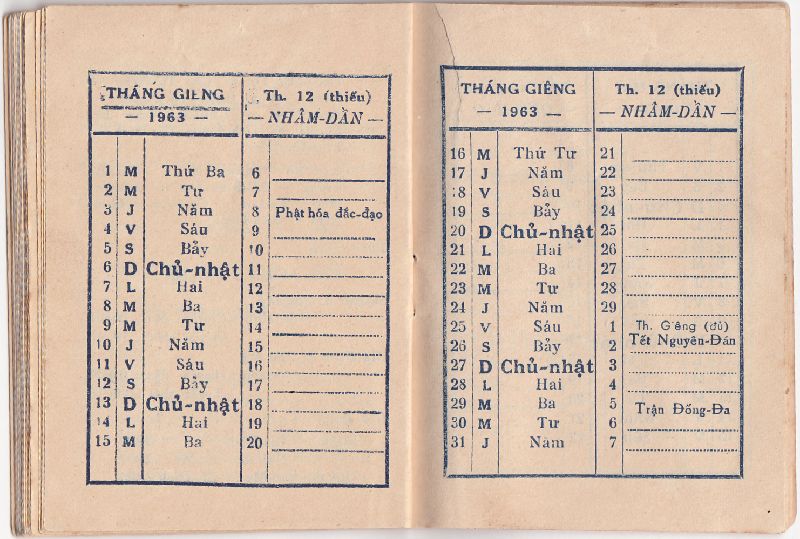 THÁNG GIÊNG Th. 12 (thiếu)
— 1963 — — NHÂM-DẦN —
1 M Thứ Ba 6
2 M Tư 7
3 J Năm 8 Phật hóa đắc-đạo
4 V Sáu 9
5 S Bảy 10
6 D Chủ-nhật 11
7 L Hai 12
8 M Ba 13
9 M Tư 14
10 J Năm 15
11 V Sáu 16
12 S Bảy 17
13 D Chủ-nhật 18
14 L Hai 19
15 M Ba 20
THÁNG GIÊNG Th. 12 (thiếu)
— 1963 — — NHÂM-DẦN —
16 M Thứ Tư 21
17 J Năm 22
18 V Sáu 23
19 S Bảy 24
20 D Chủ-nhật 25
21 L Hai 26
22 M Ba 27
23 M Tư 28
24 J Năm 29
25 V Sáu 1 Th. Giêng (đủ)
26 S Bảy 2 Tết Nguyên-Đán
27 D Chủ-nhật 3
28 L Hai 4
29 M Ba 5 Trận Đống-Đa
30 M Tư 6
31 J Năm 7